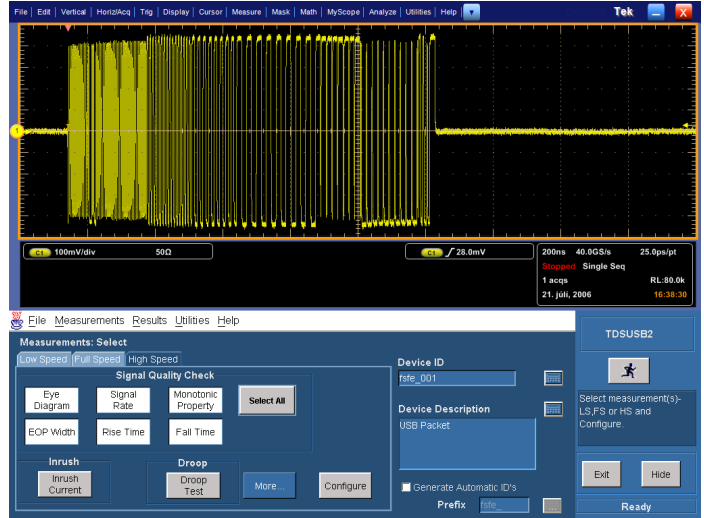 File | Edit | Vertical | Horiz/Acq | Trig | Display | Cursor | Measure | Mask | Math | MyScope | Analyze | Utilities | Help | Tek X
1
C1 100mV/div 50Ω C1 28.0mV
200ns 40.0GS/s 25.0ps/pt
Stopped Single Seq
1 acqs RL:80.0k
21. júlí, 2006 16:38:30
File Measurements Results Utilities Help
TDSUSB2
Measurements: Select
Low Speed Full Speed High Speed
Signal Quality Check
Eye Diagram
Signal Rate
Monotonic Property
Select All
EOP Width
Rise Time
Fall Time
Inrush
Inrush Current
Droop
Droop Test
More...
Configure
Device ID
fsfe_001
Device Description
USB Packet
Generate Automatic ID's
Prefix fsfe_ ...
Select measurement(s)-
LS,FS or HS and
Configure.
Exit Hide
Ready